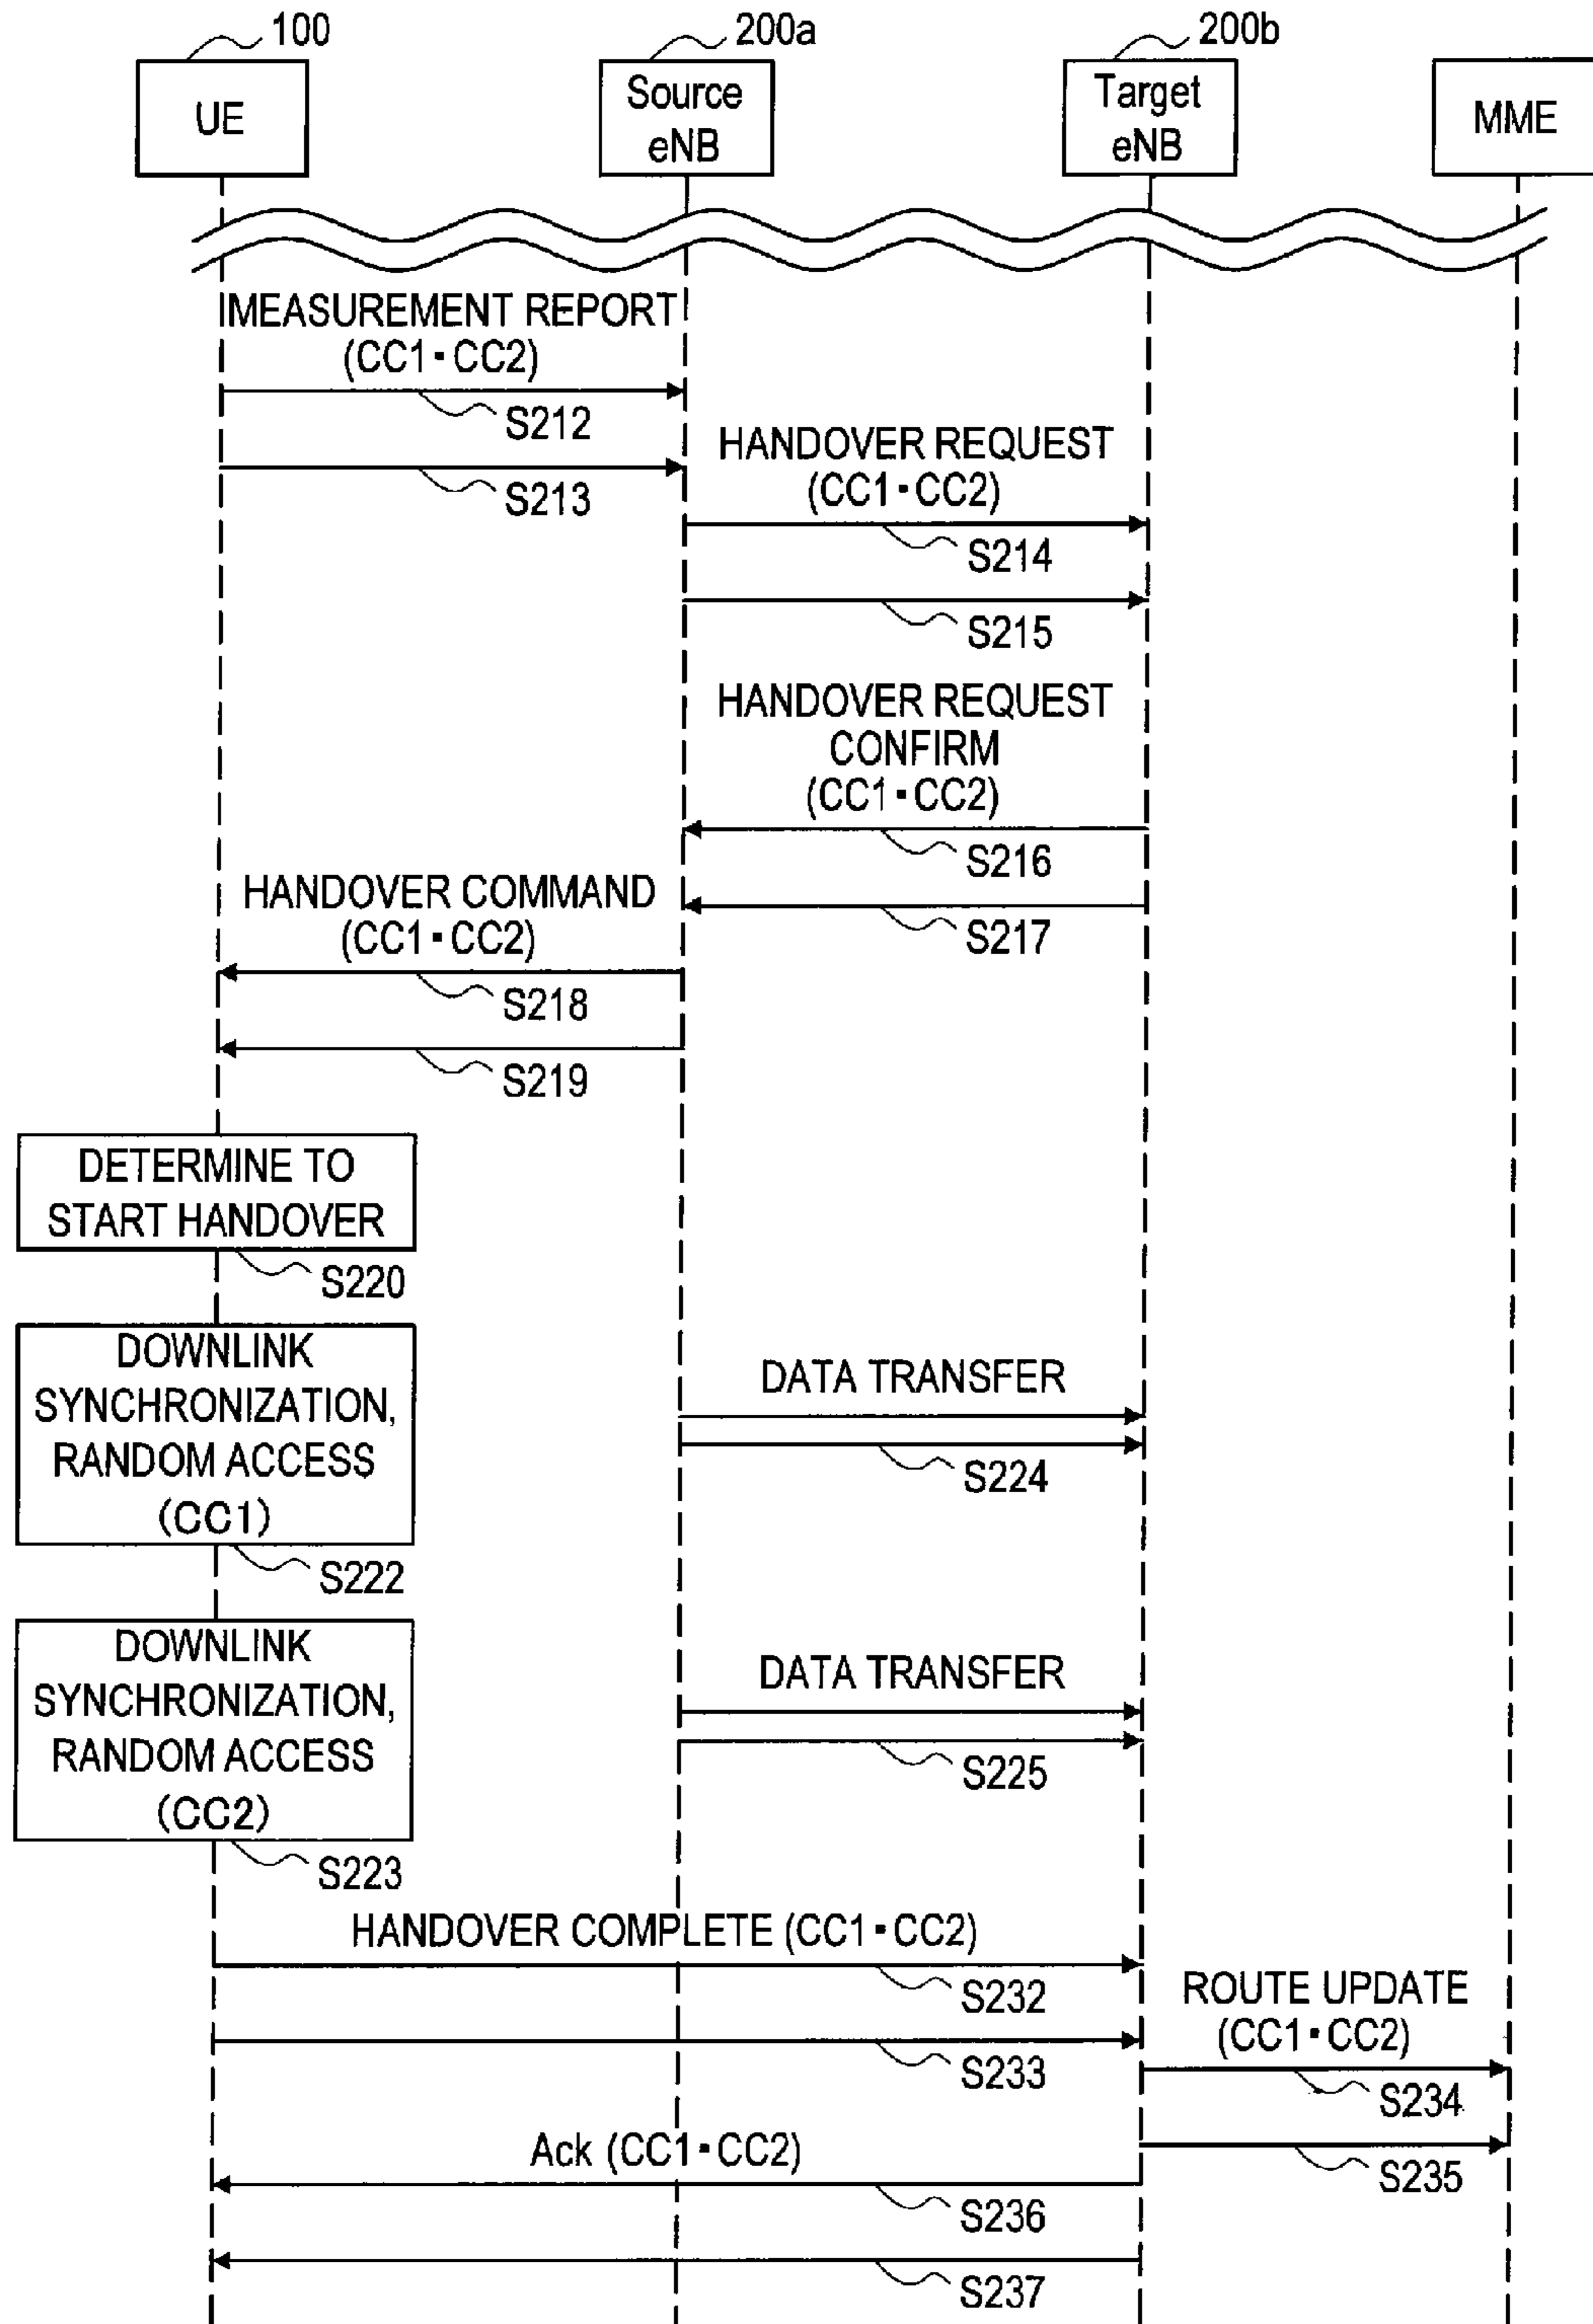 100
200a
200b
UE
Source
eNB
Target
eNB
MME
MEASUREMENT REPORT
(CC1▪CC2)
S212
S213
HANDOVER REQUEST
(CC1▪CC2)
S214
S215
HANDOVER REQUEST
CONFIRM
(CC1▪CC2)
S216
S217
HANDOVER COMMAND
(CC1▪CC2)
S218
S219
DETERMINE TO
START HANDOVER
S220
DOWNLINK
SYNCHRONIZATION,
RANDOM ACCESS
(CC1)
S222
DATA TRANSFER
S224
DOWNLINK
SYNCHRONIZATION,
RANDOM ACCESS
(CC2)
S223
DATA TRANSFER
S225
HANDOVER COMPLETE (CC1▪CC2)
S232
S233
ROUTE UPDATE
(CC1▪CC2)
S234
S235
Ack (CC1▪CC2)
S236
S237